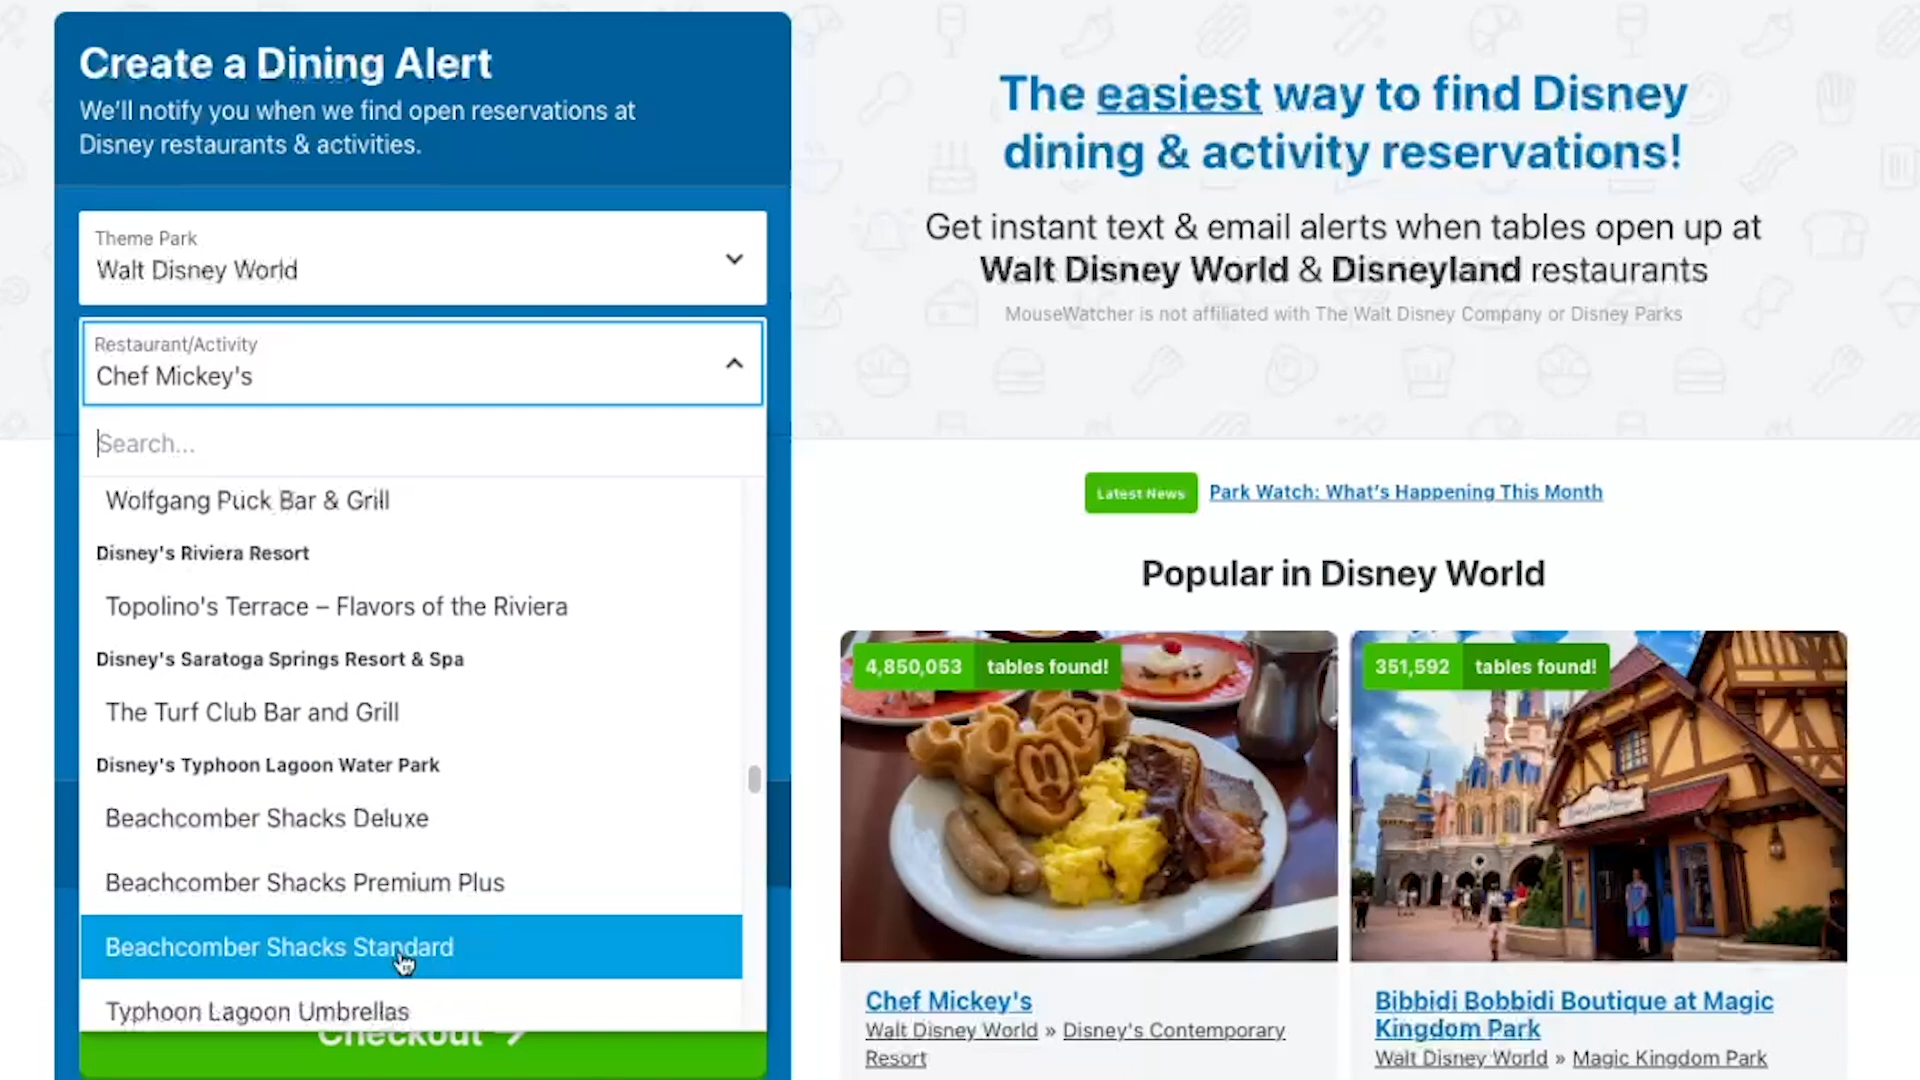 Create a Dining Alert
We'll notify you when we find open reservations at
Disney restaurants & activities.
Theme Park
Walt Disney World
Restaurant/Activity
Chef Mickey's
Search...
Wolfgang Puck Bar & Grill
Disney's Riviera Resort
Topolino's Terrace – Flavors of the Riviera
Disney's Saratoga Springs Resort & Spa
The Turf Club Bar and Grill
Disney's Typhoon Lagoon Water Park
Beachcomber Shacks Deluxe
Beachcomber Shacks Premium Plus
Beachcomber Shacks Standard
Typhoon Lagoon Umbrellas
Checkout →
The easiest way to find Disney
dining & activity reservations!
Get instant text & email alerts when tables open up at
Walt Disney World & Disneyland restaurants
MouseWatcher is not affiliated with The Walt Disney Company or Disney Parks
Latest News Park Watch: What's Happening This Month
Popular in Disney World
4,850,053 tables found!
351,592 tables found!
Chef Mickey's
Walt Disney World » Disney's Contemporary
Resort
Bibbidi Bobbidi Boutique at Magic
Kingdom Park
Walt Disney World » Magic Kingdom Park